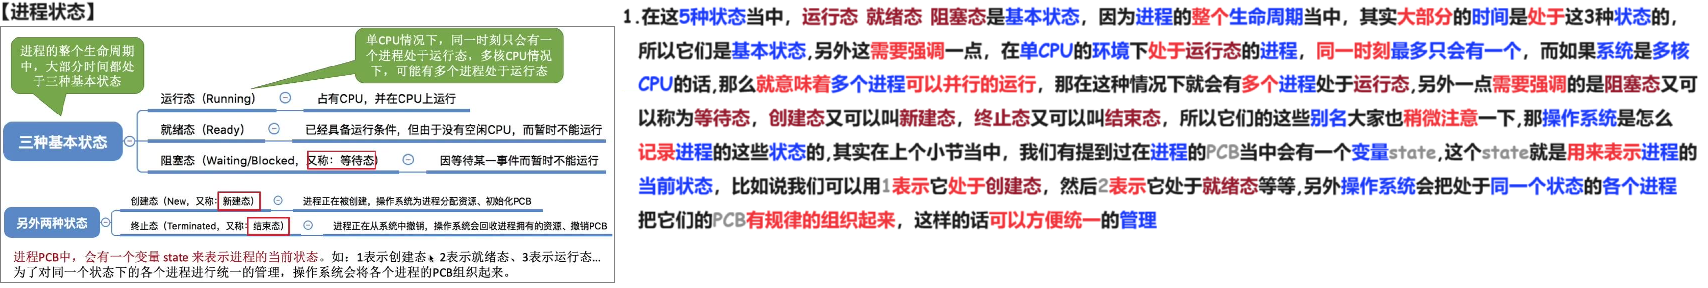 【进程状态】
进程的整个生命周期
中，大部分时间都处
于三种基本状态
单CPU情况下，同一时刻只会有一
个进程处于运行态，多核CPU情况
下，可能有多个进程处于运行态
三种基本状态
运行态（Running）
占有CPU，并在CPU上运行
就绪态（Ready）
已经具备运行条件，但由于没有空闲CPU，而暂时不能运行
阻塞态（Waiting/Blocked，又称：等待态）
因等待某一事件而暂时不能运行
另外两种状态
创建态（New，又称：新建态）
进程正在被创建，操作系统为进程分配资源、初始化PCB
终止态（Terminated，又称：结束态）
进程正在从系统中撤销，操作系统会回收进程拥有的资源、撤销PCB
进程PCB中，会有一个变量 state 来表示进程的当前状态。如：1表示创建态、2表示就绪态、3表示运行态...
为了对同一个状态下的各个进程进行统一的管理，操作系统会将各个进程的PCB组织起来。
1.在这5种状态当中，运行态 就绪态 阻塞态是基本状态，因为进程的整个生命周期当中，其实大部分的时间是处于这3种状态的，
所以它们是基本状态,另外这需要强调一点，在单CPU的环境下处于运行态的进程，同一时刻最多只会有一个，而如果系统是多核
CPU的话,那么就意味着多个进程可以并行的运行，那在这种情况下就会有多个进程处于运行态,另外一点需要强调的是阻塞态又可
以称为等待态，创建态又可以叫新建态，终止态又可以叫结束态，所以它们的这些别名大家也稍微注意一下,那操作系统是怎么
记录进程的这些状态的,其实在上个小节当中，我们有提到过在进程的PCB当中会有一个变量state,这个state就是用来表示进程的
当前状态，比如说我们可以用1表示它处于创建态，然后2表示它处于就绪态等等,另外操作系统会把处于同一个状态的各个进程
把它们的PCB有规律的组织起来，这样的话可以方便统一的管理